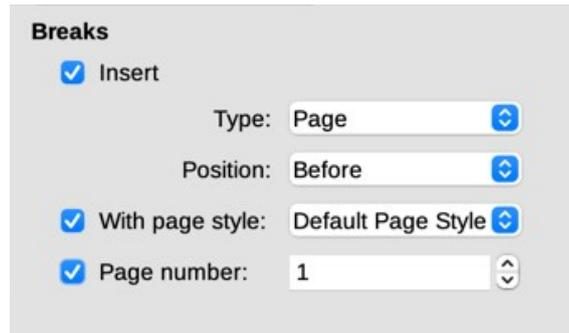 Breaks
Insert
Type: Page
Position: Before
With page style: Default Page Style
Page number: 1